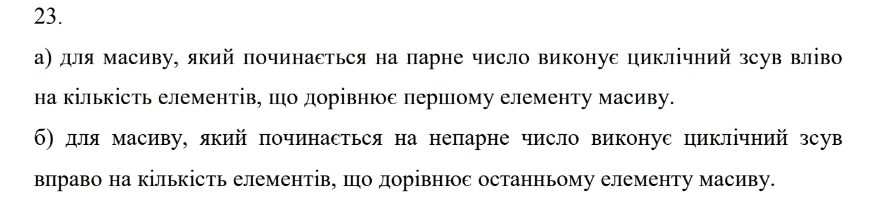 23.
а) для масиву, який починається на парне число виконує циклічний зсув вліво
на кількість елементів, що дорівнює першому елементу масиву.
б) для масиву, який починається на непарне число виконує циклічний зсув
вправо на кількість елементів, що дорівнює останньому елементу масиву.